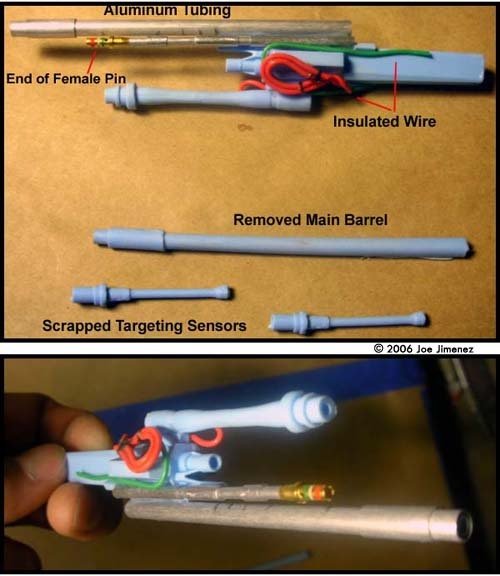 Aluminum Tubing
End of Female Pin
Insulated Wire
Removed Main Barrel
Scrapped Targeting Sensors
© 2006 Joe Jimenez